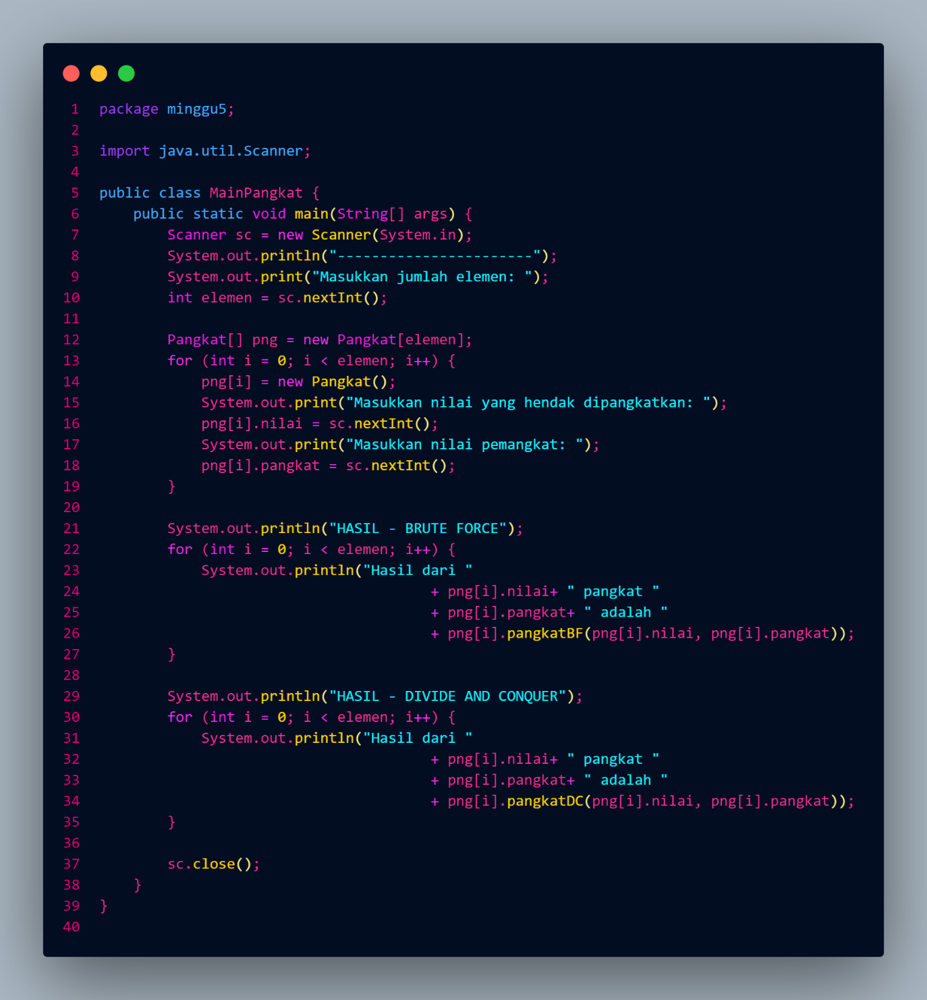 1 package minggu5;
2
3 import java.util.Scanner;
4
5 public class MainPangkat {
6     public static void main(String[] args) {
7         Scanner sc = new Scanner(System.in);
8         System.out.println("-----------------------");
9         System.out.print("Masukkan jumlah elemen: ");
10         int elemen = sc.nextInt();
11
12         Pangkat[] png = new Pangkat[elemen];
13         for (int i = 0; i < elemen; i++) {
14             png[i] = new Pangkat();
15             System.out.print("Masukkan nilai yang hendak dipangkatkan: ");
16             png[i].nilai = sc.nextInt();
17             System.out.print("Masukkan nilai pemangkat: ");
18             png[i].pangkat = sc.nextInt();
19         }
20
21         System.out.println("HASIL - BRUTE FORCE");
22         for (int i = 0; i < elemen; i++) {
23             System.out.println("Hasil dari "
24                                        + png[i].nilai+ " pangkat "
25                                        + png[i].pangkat+ " adalah "
26                                        + png[i].pangkatBF(png[i].nilai, png[i].pangkat));
27         }
28
29         System.out.println("HASIL - DIVIDE AND CONQUER");
30         for (int i = 0; i < elemen; i++) {
31             System.out.println("Hasil dari "
32                                        + png[i].nilai+ " pangkat "
33                                        + png[i].pangkat+ " adalah "
34                                        + png[i].pangkatDC(png[i].nilai, png[i].pangkat));
35         }
36
37         sc.close();
38     }
39 }
40